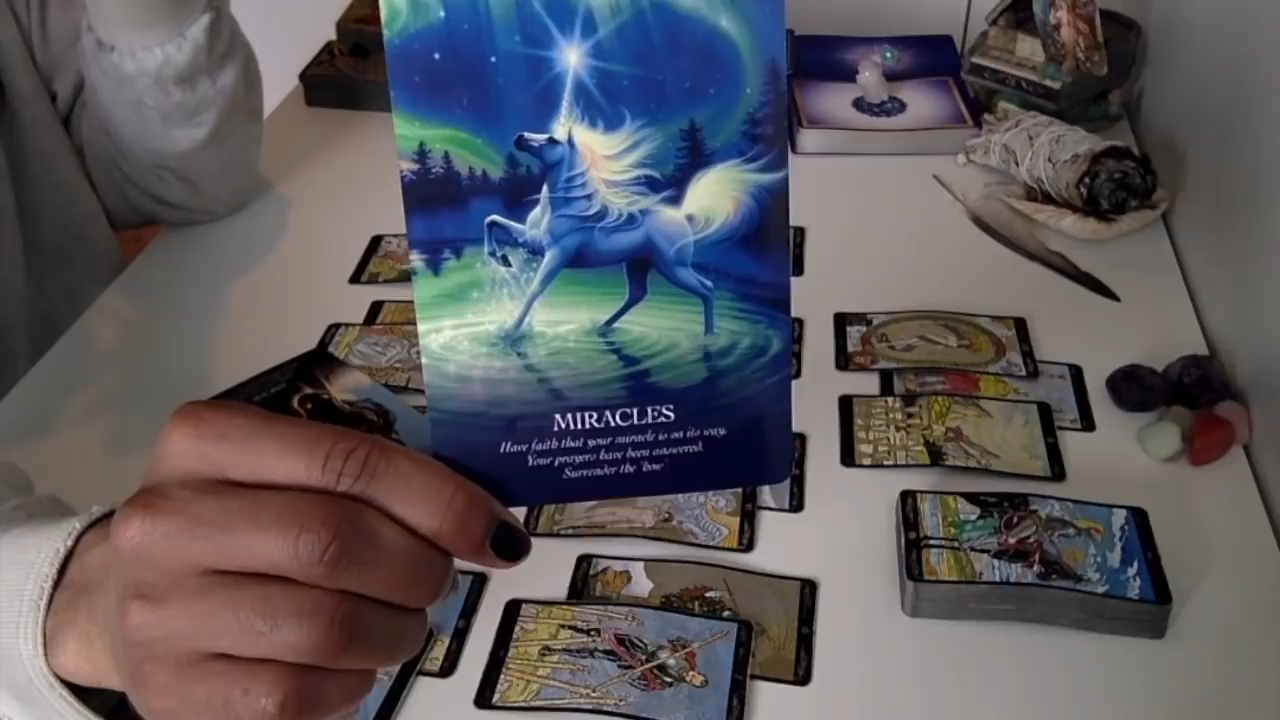 MIRACLES
Have faith that your miracle is on its way.
Your prayers have been answered.
Surrender the 'how'